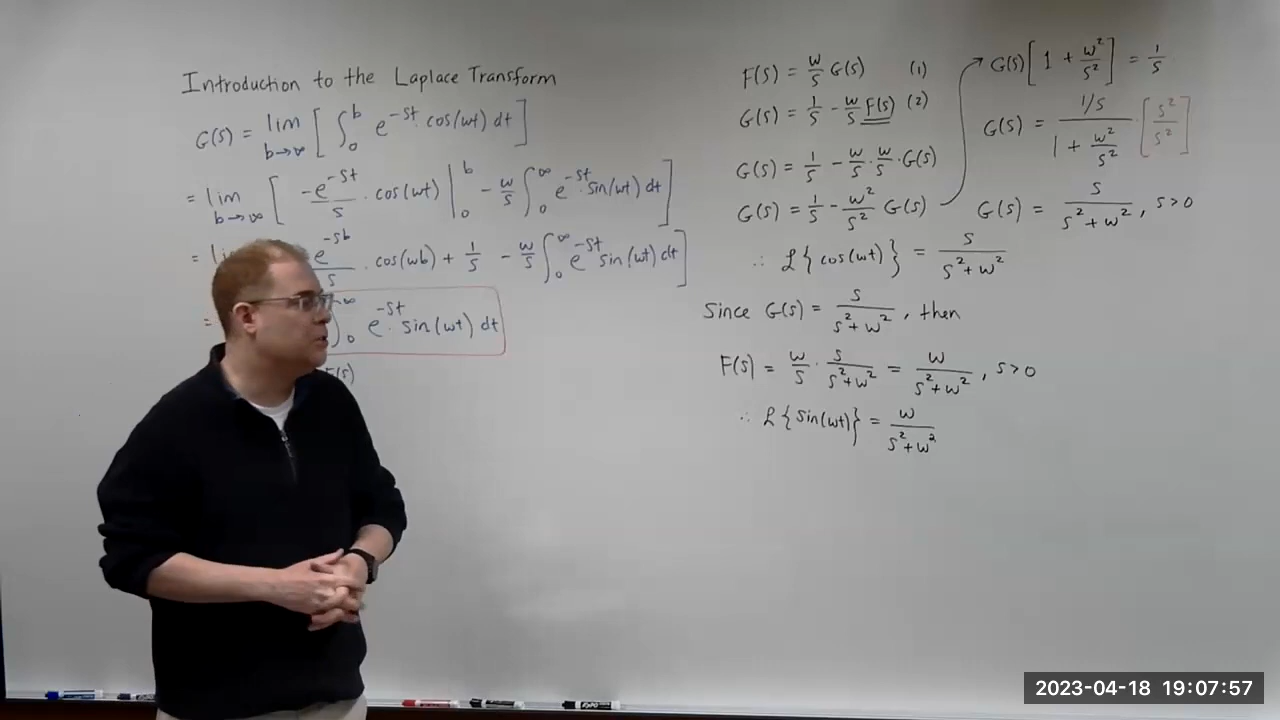 Introduction to the Laplace Transform
G(s) = lim b→∞ [ ∫₀ᵇ e^{-st} cos(wt) dt ]
= lim b→∞ [ -e^{-st}/s · cos(wt) |₀ᵇ - w/s ∫₀^∞ e^{-st} · sin(wt) dt ]
= e^{-sb}/s · cos(wb) + 1/s - w/s ∫₀^∞ e^{-st} sin(wt) dt ]
= ∫₀^∞ e^{-st} · sin(wt) dt
F(s)
F(s) = w/s G(s) (1)
G(s) = 1/s - w/s F(s) (2)
G(s) = 1/s - w/s · w/s · G(s)
G(s) = 1/s - w²/s² G(s)
G(s) [ 1 + w²/s² ] = 1/s
G(s) = (1/s)/(1 + w²/s²) · [ s²/s² ]
G(s) = s/(s²+w²), s>0
∴ ℒ{cos(wt)} = s/(s²+w²)
Since G(s) = s/(s²+w²), then
F(s) = w/s · s/(s²+w²) = w/(s²+w²), s>0
∴ ℒ{sin(wt)} = w/(s²+w²)
2023-04-18 19:07:57